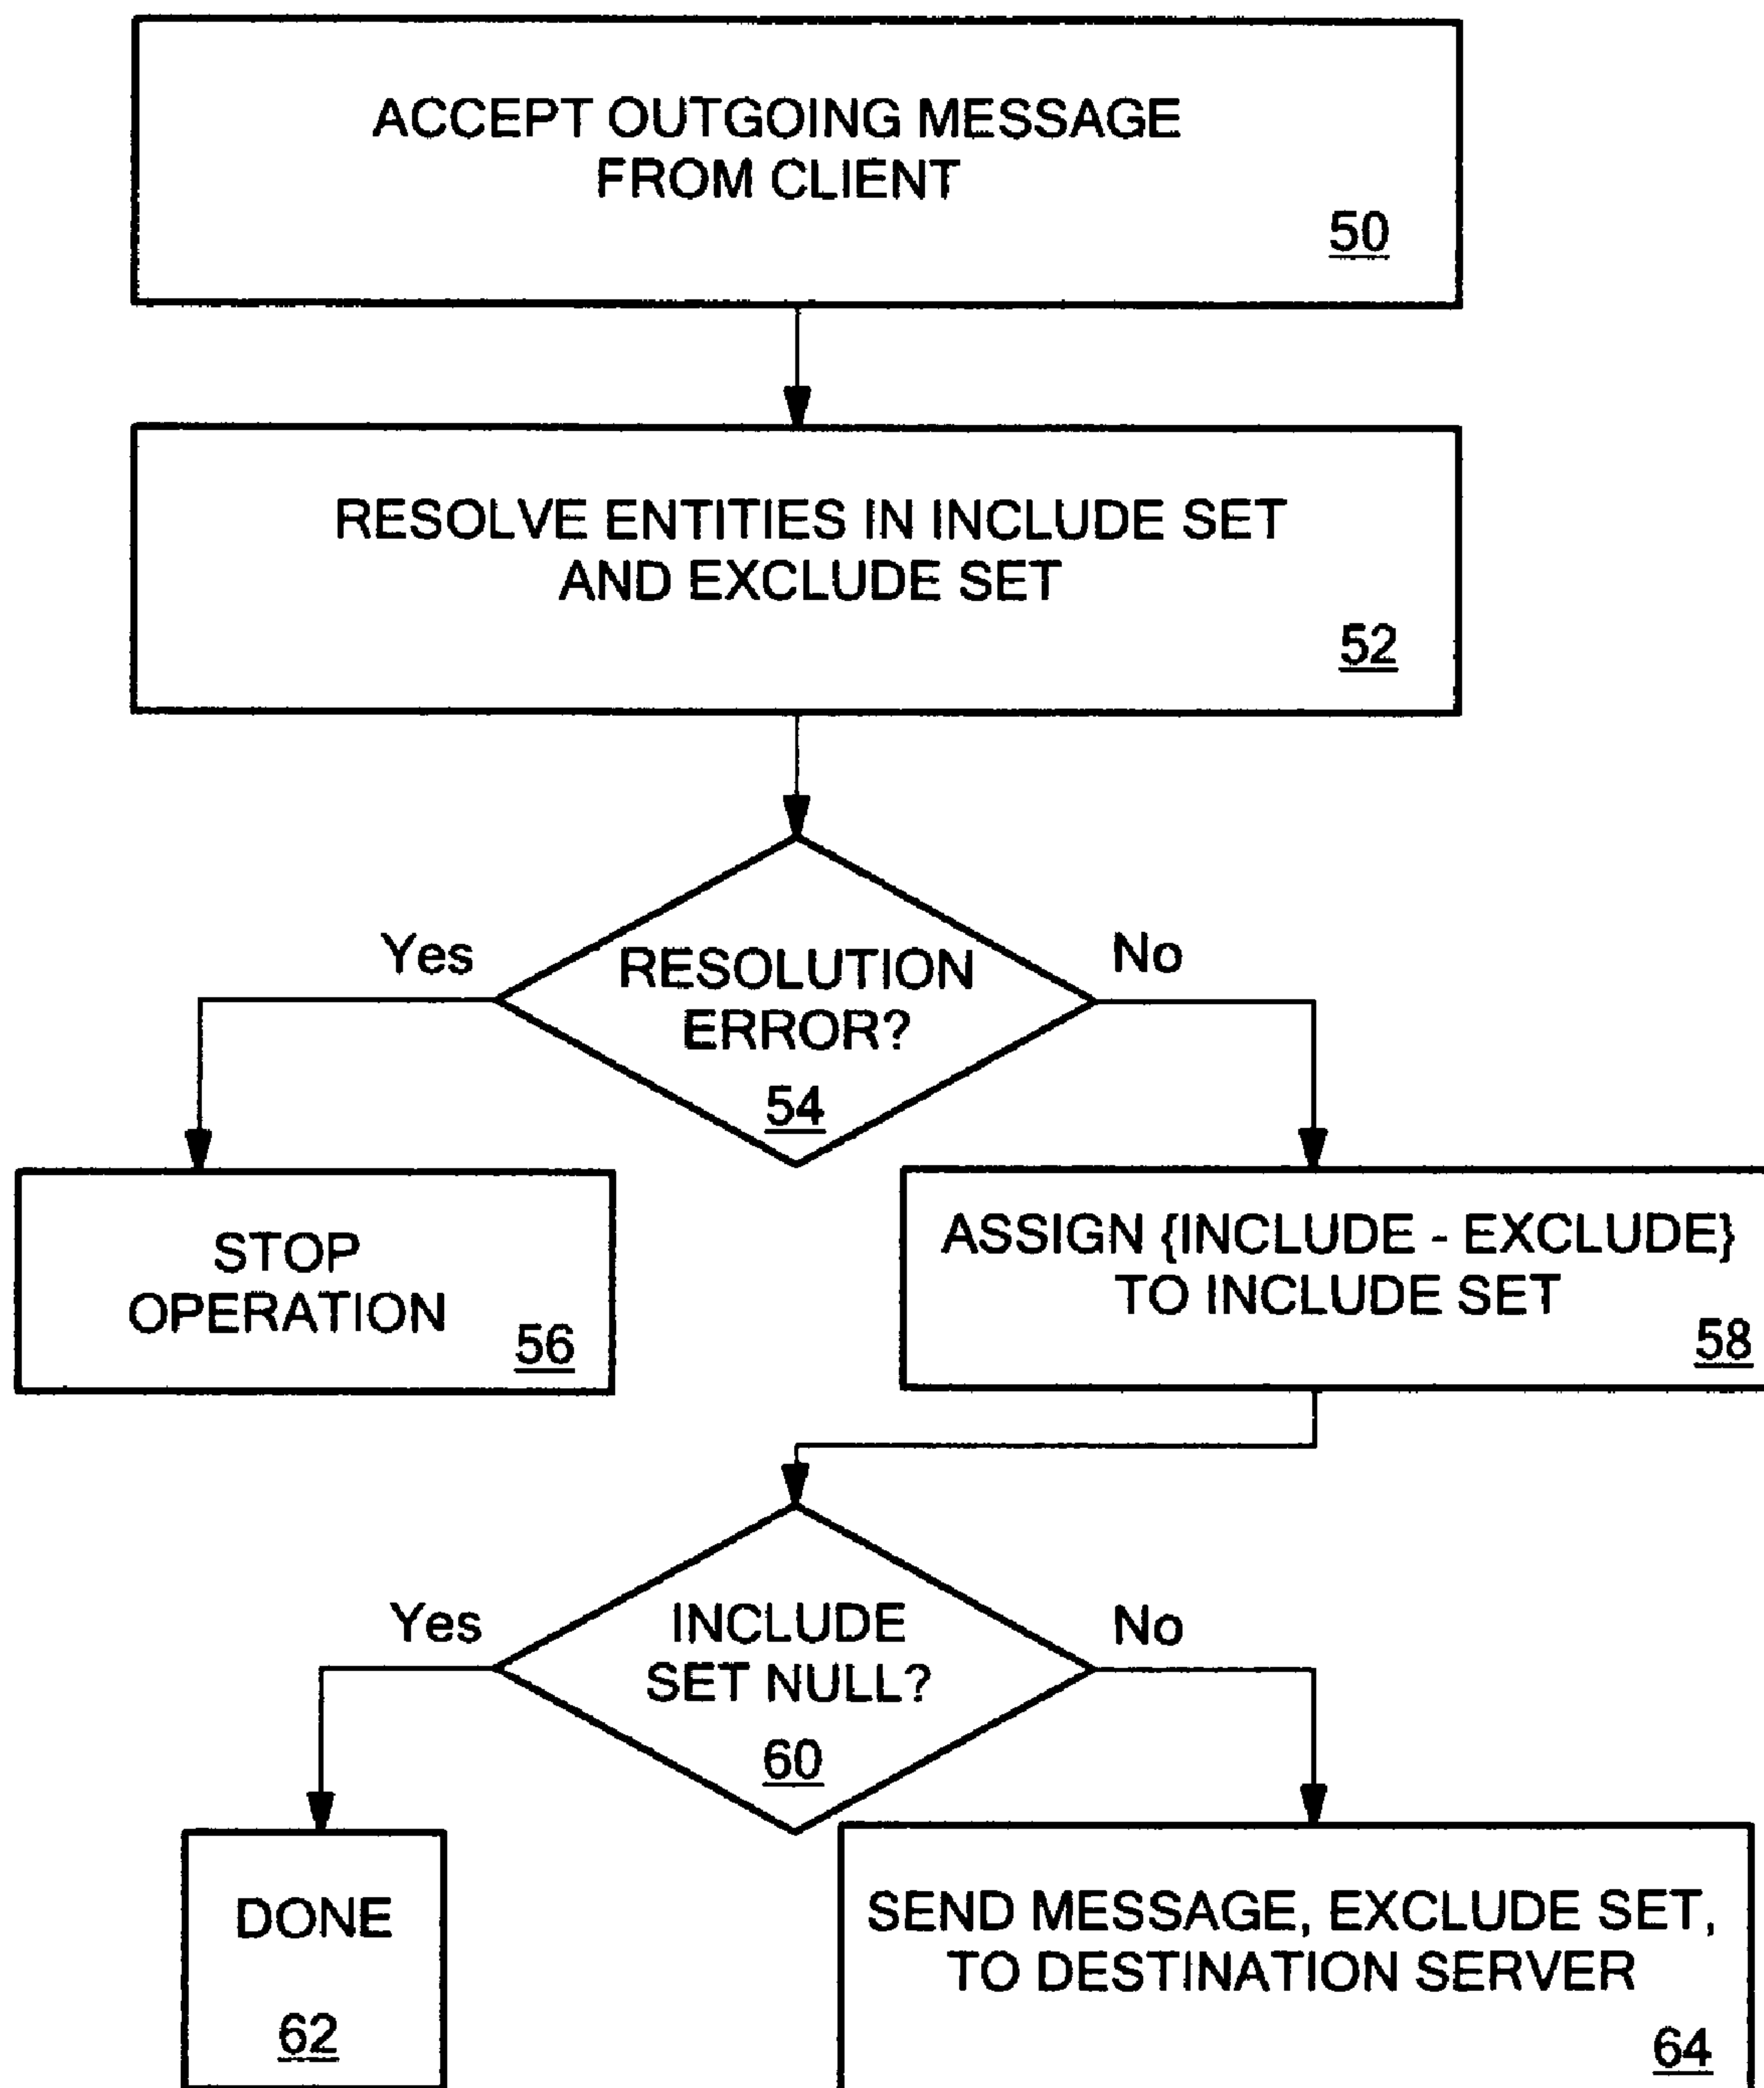 ACCEPT OUTGOING MESSAGE
FROM CLIENT
50
RESOLVE ENTITIES IN INCLUDE SET
AND EXCLUDE SET
52
Yes
No
RESOLUTION
ERROR?
54
STOP
OPERATION
56
ASSIGN {INCLUDE - EXCLUDE}
TO INCLUDE SET
58
Yes
No
INCLUDE
SET NULL?
60
DONE
62
SEND MESSAGE, EXCLUDE SET,
TO DESTINATION SERVER
64